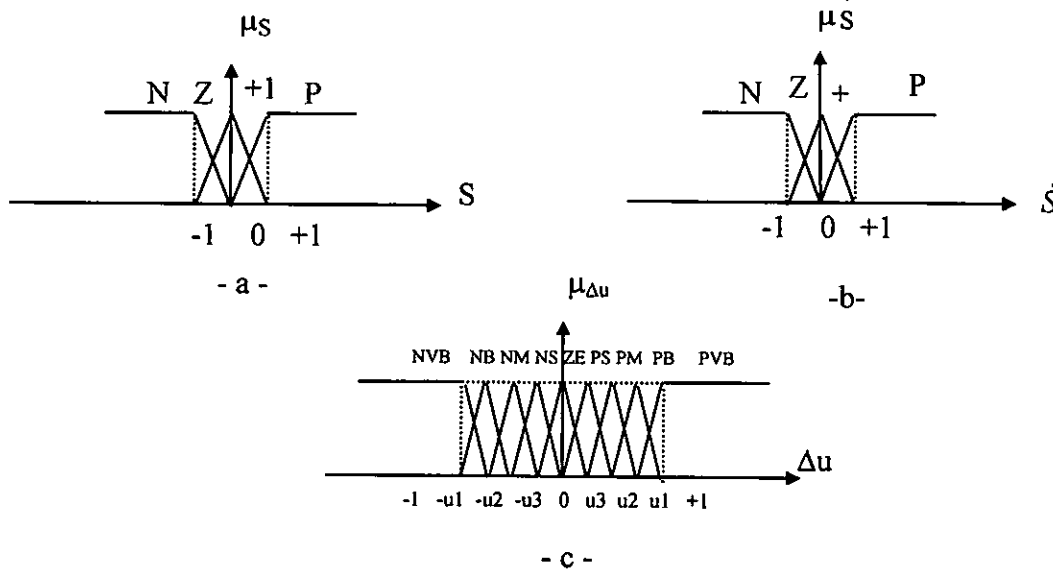 μS
N Z +1 P
S
-1 0 +1
- a -
μṠ
N Z + P
Ṡ
-1 0 +1
-b-
μΔu
NVB NB NM NS ZE PS PM PB PVB
Δu
-1 -u1 -u2 -u3 0 u3 u2 u1 +1
- c -